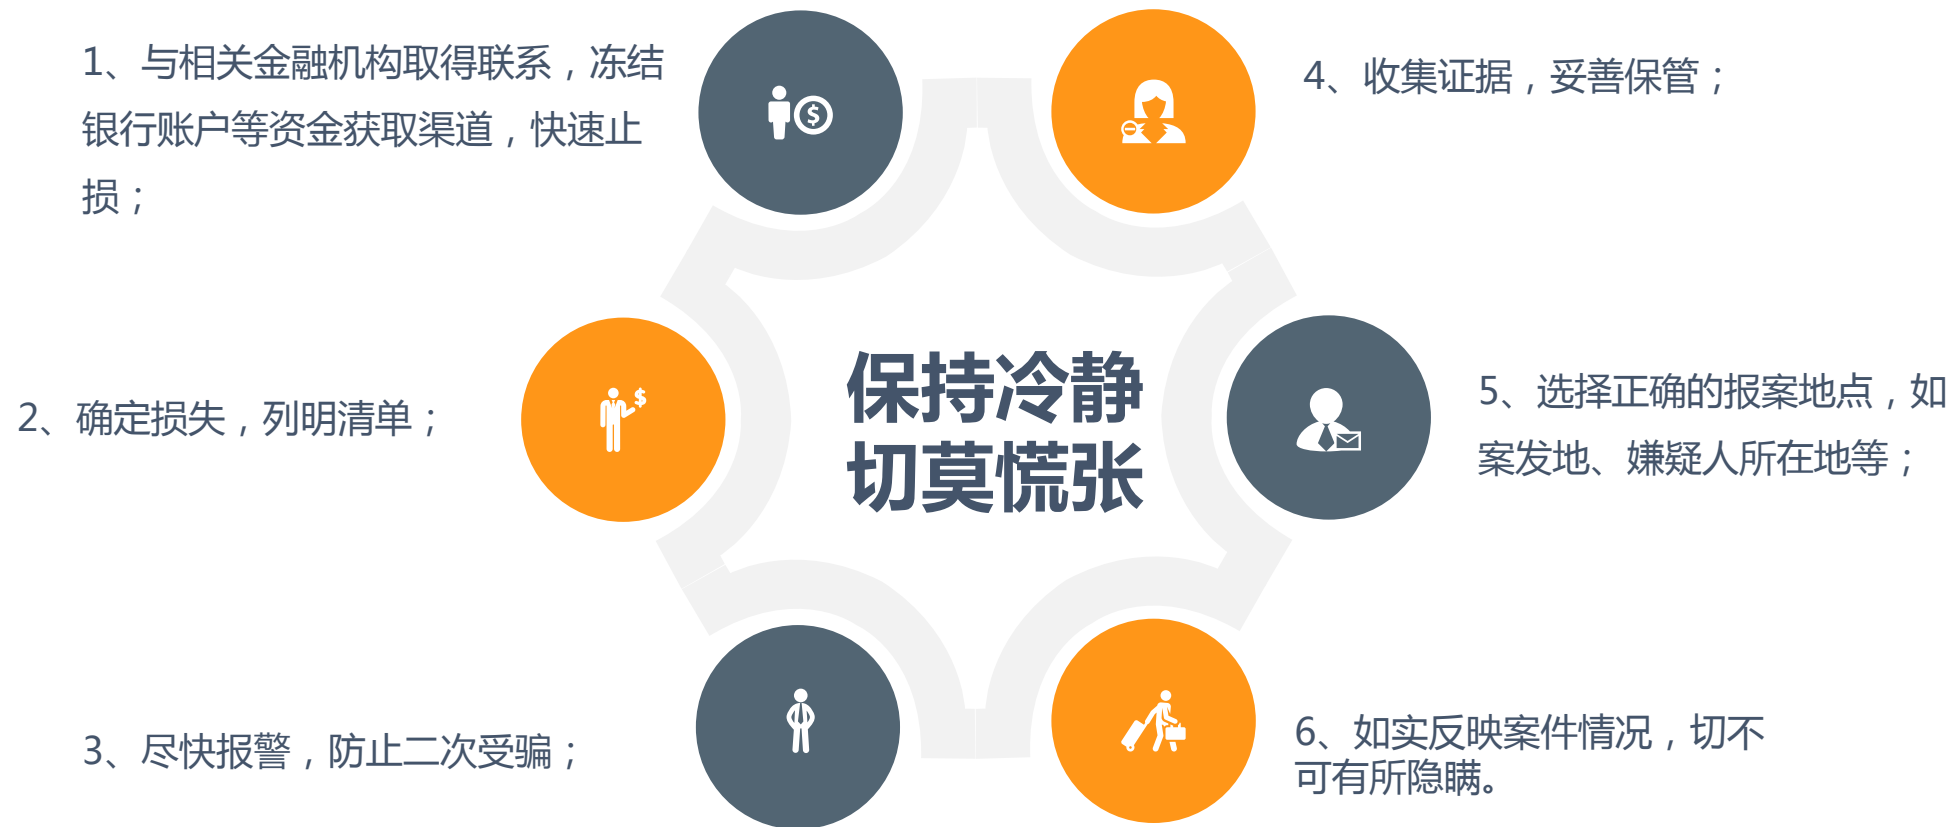 1、与相关金融机构取得联系，冻结
银行账户等资金获取渠道，快速止
损；
2、确定损失，列明清单；
3、尽快报警，防止二次受骗；
保持冷静
切莫慌张
4、收集证据，妥善保管；
5、选择正确的报案地点，如
案发地、嫌疑人所在地等；
6、如实反映案件情况，切不
可有所隐瞒。